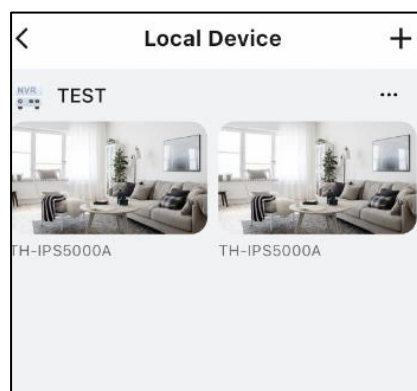 Local Device
NVR
TEST
TH-IPS5000A
TH-IPS5000A